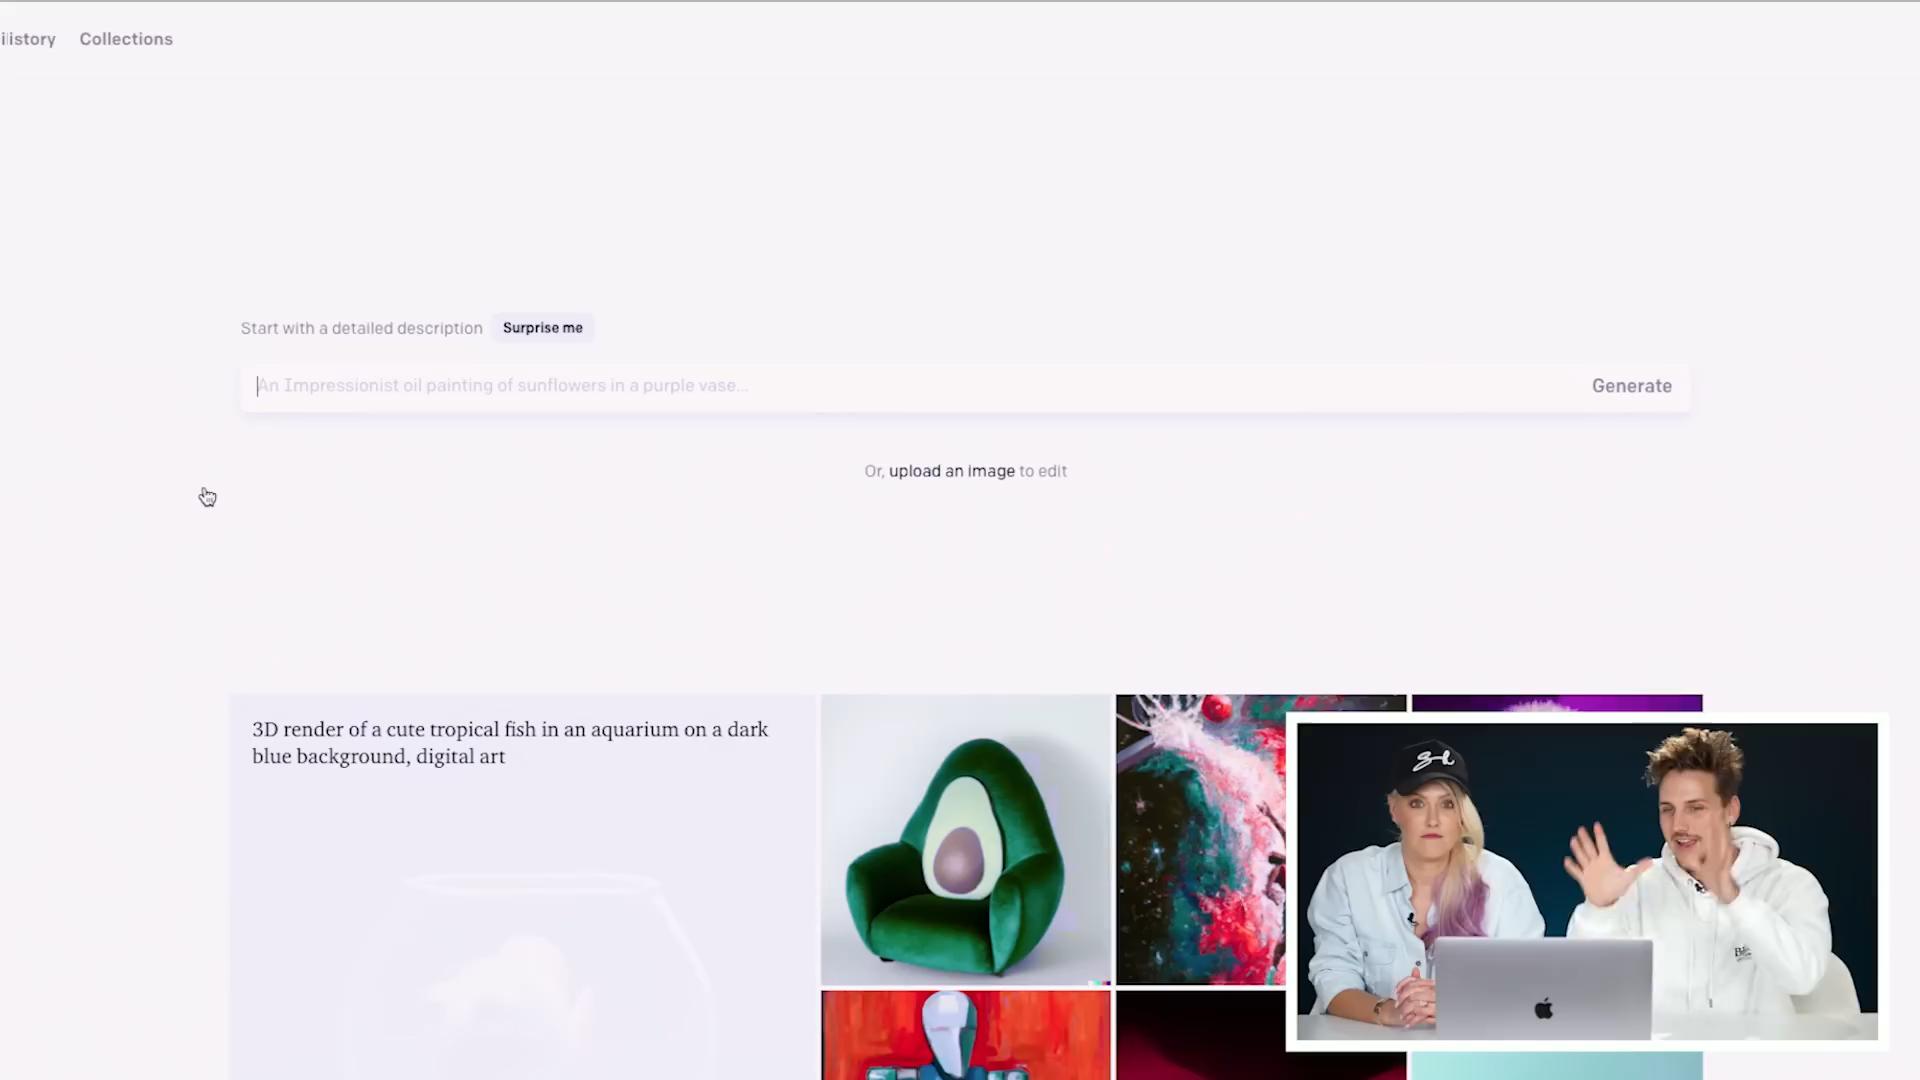 History
Collections
Start with a detailed description
Surprise me
An Impressionist oil painting of sunflowers in a purple vase...
Generate
Or, upload an image to edit
3D render of a cute tropical fish in an aquarium on a dark
blue background, digital art